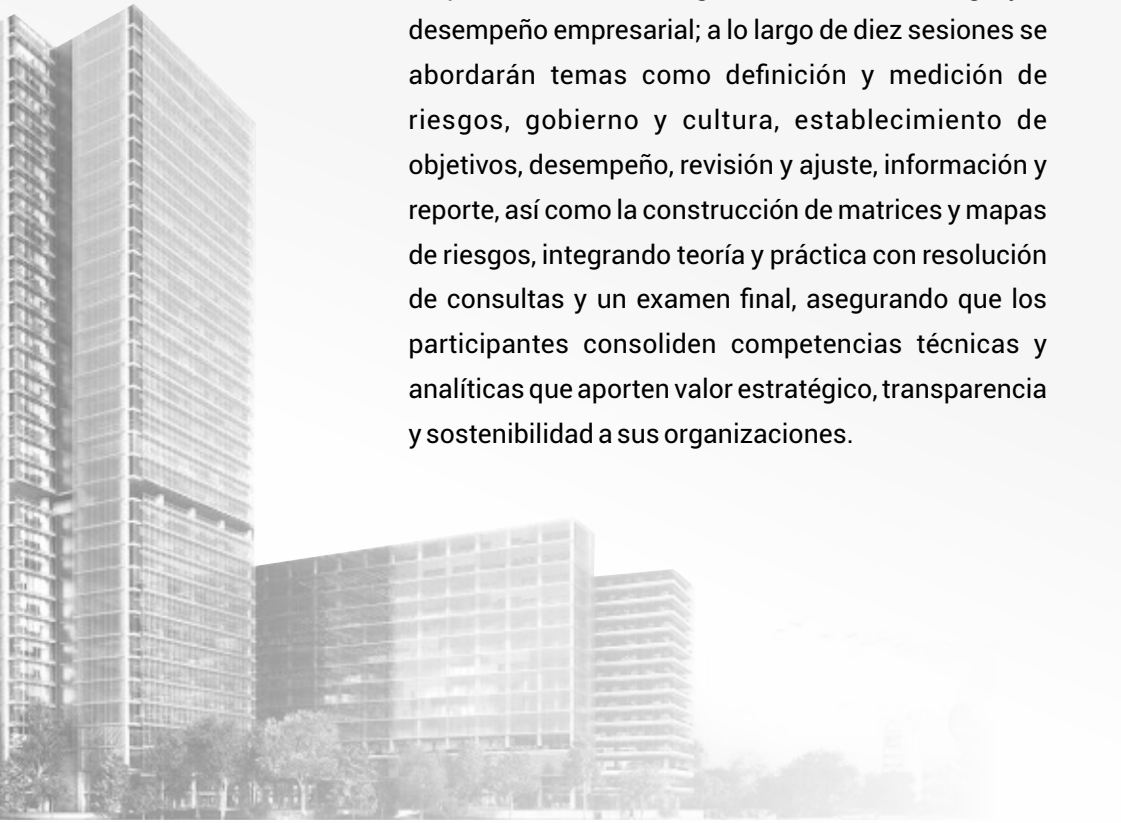 desempeño empresarial; a lo largo de diez sesiones se
abordarán temas como definición y medición de
riesgos, gobierno y cultura, establecimiento de
objetivos, desempeño, revisión y ajuste, información y
reporte, así como la construcción de matrices y mapas
de riesgos, integrando teoría y práctica con resolución
de consultas y un examen final, asegurando que los
participantes consoliden competencias técnicas y
analíticas que aporten valor estratégico, transparencia
y sostenibilidad a sus organizaciones.